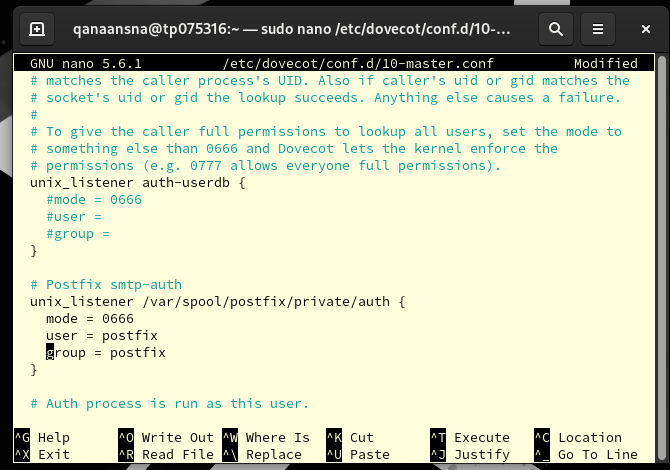 qanaansna@tp075316:~ — sudo nano /etc/dovecot/conf.d/10-...
GNU nano 5.6.1 /etc/dovecot/conf.d/10-master.conf Modified
# matches the caller process's UID. Also if caller's uid or gid matches the
# socket's uid or gid the lookup succeeds. Anything else causes a failure.
#
# To give the caller full permissions to lookup all users, set the mode to
# something else than 0666 and Dovecot lets the kernel enforce the
# permissions (e.g. 0777 allows everyone full permissions).
unix_listener auth-userdb {
#mode = 0666
#user =
#group =
}
# Postfix smtp-auth
unix_listener /var/spool/postfix/private/auth {
mode = 0666
user = postfix
group = postfix
}
# Auth process is run as this user.
^G Help ^O Write Out ^W Where Is ^K Cut ^T Execute ^C Location
^X Exit ^R Read File ^\ Replace ^U Paste ^J Justify ^_ Go To Line